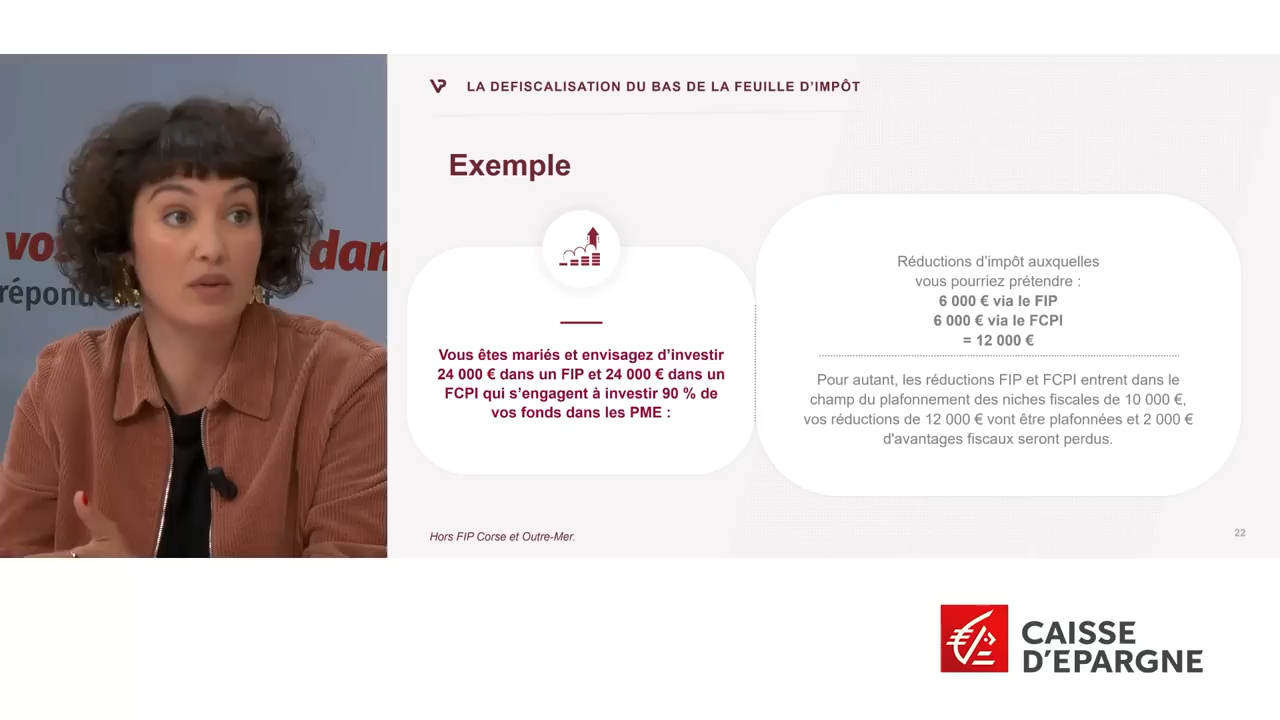 vos
dan
répond
LA DEFISCALISATION DU BAS DE LA FEUILLE D'IMPÔT
Exemple
Vous êtes mariés et envisagez d'investir
24 000 € dans un FIP et 24 000 € dans un
FCPI qui s'engagent à investir 90 % de
vos fonds dans les PME :
Réductions d'impôt auxquelles
vous pourriez prétendre :
6 000 € via le FIP
6 000 € via le FCPI
= 12 000 €
Pour autant, les réductions FIP et FCPI entrent dans le
champ du plafonnement des niches fiscales de 10 000 €,
vos réductions de 12 000 € vont être plafonnées et 2 000 €
d'avantages fiscaux seront perdus.
Hors FIP Corse et Outre-Mer.
22
CAISSE
D'EPARGNE